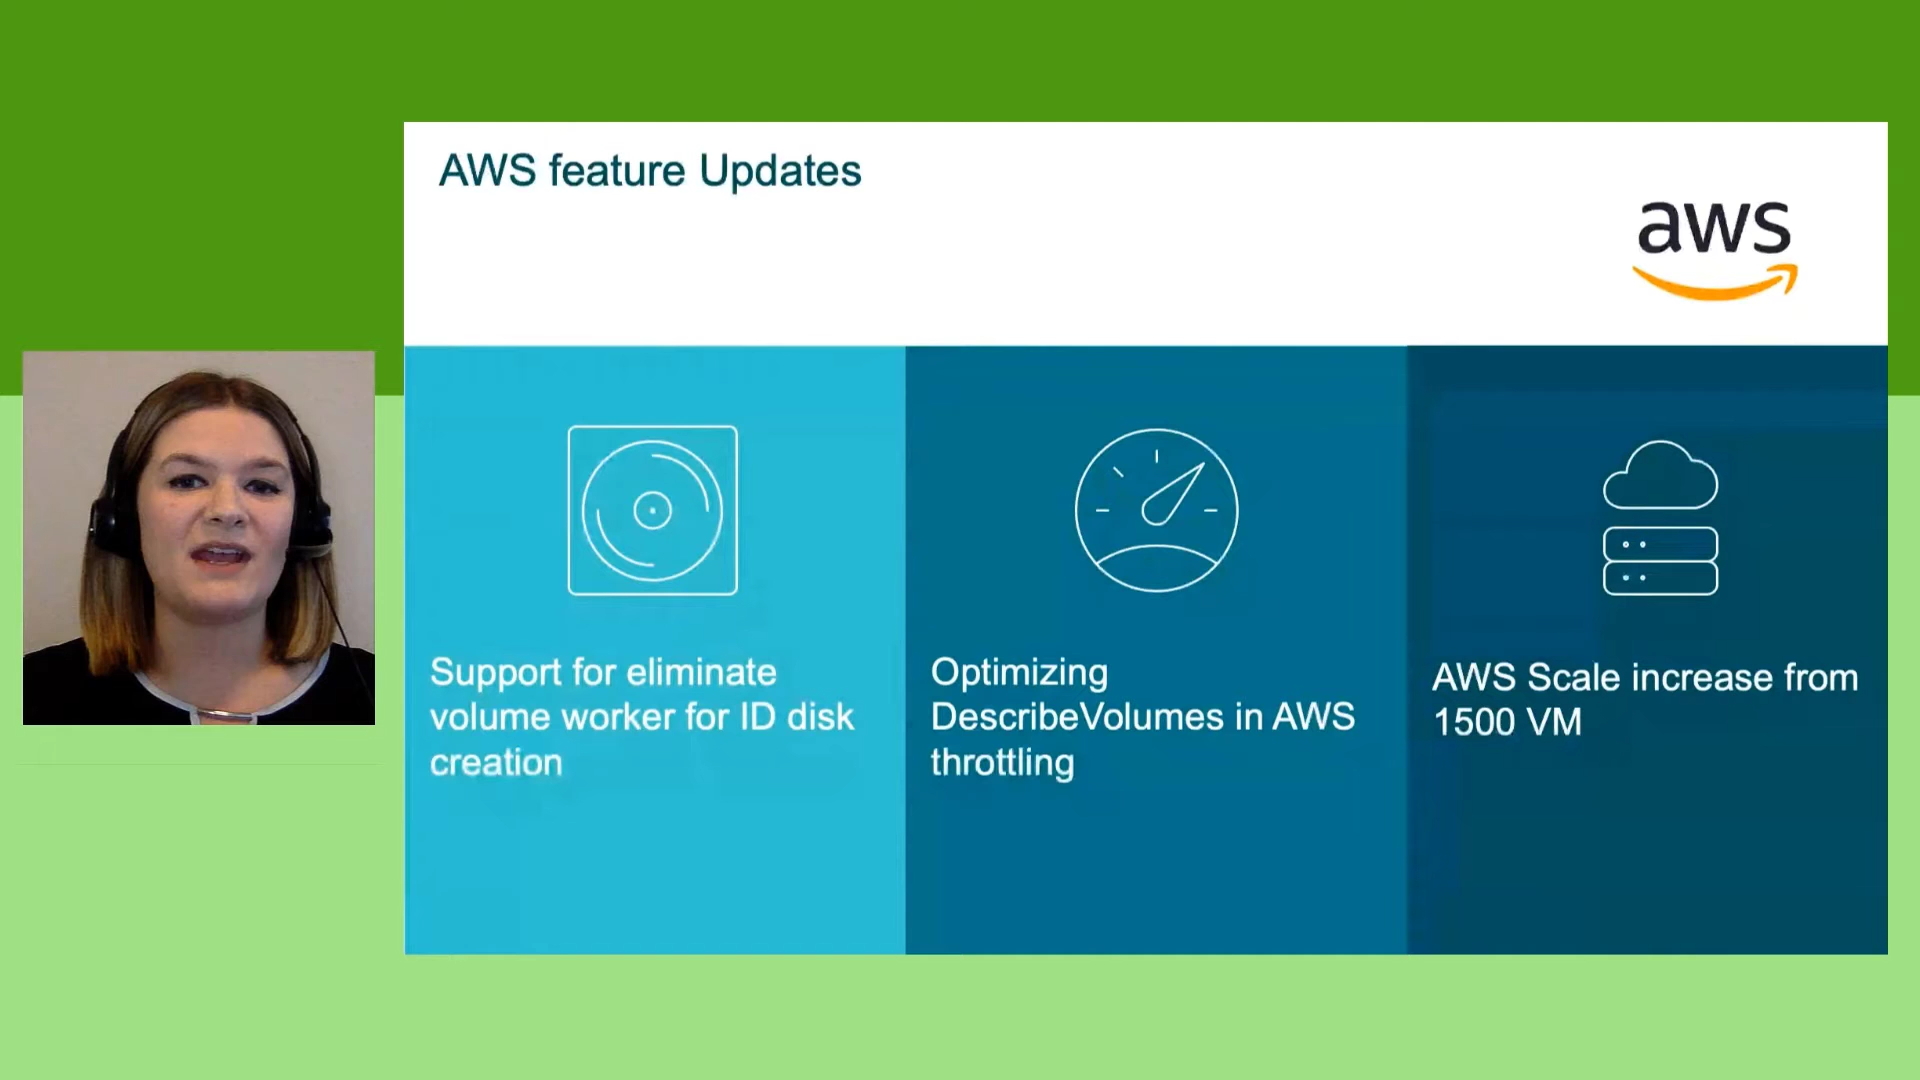 AWS feature Updates
aws
Support for eliminate
volume worker for ID disk
creation
Optimizing
DescribeVolumes in AWS
throttling
AWS Scale increase from
1500 VM